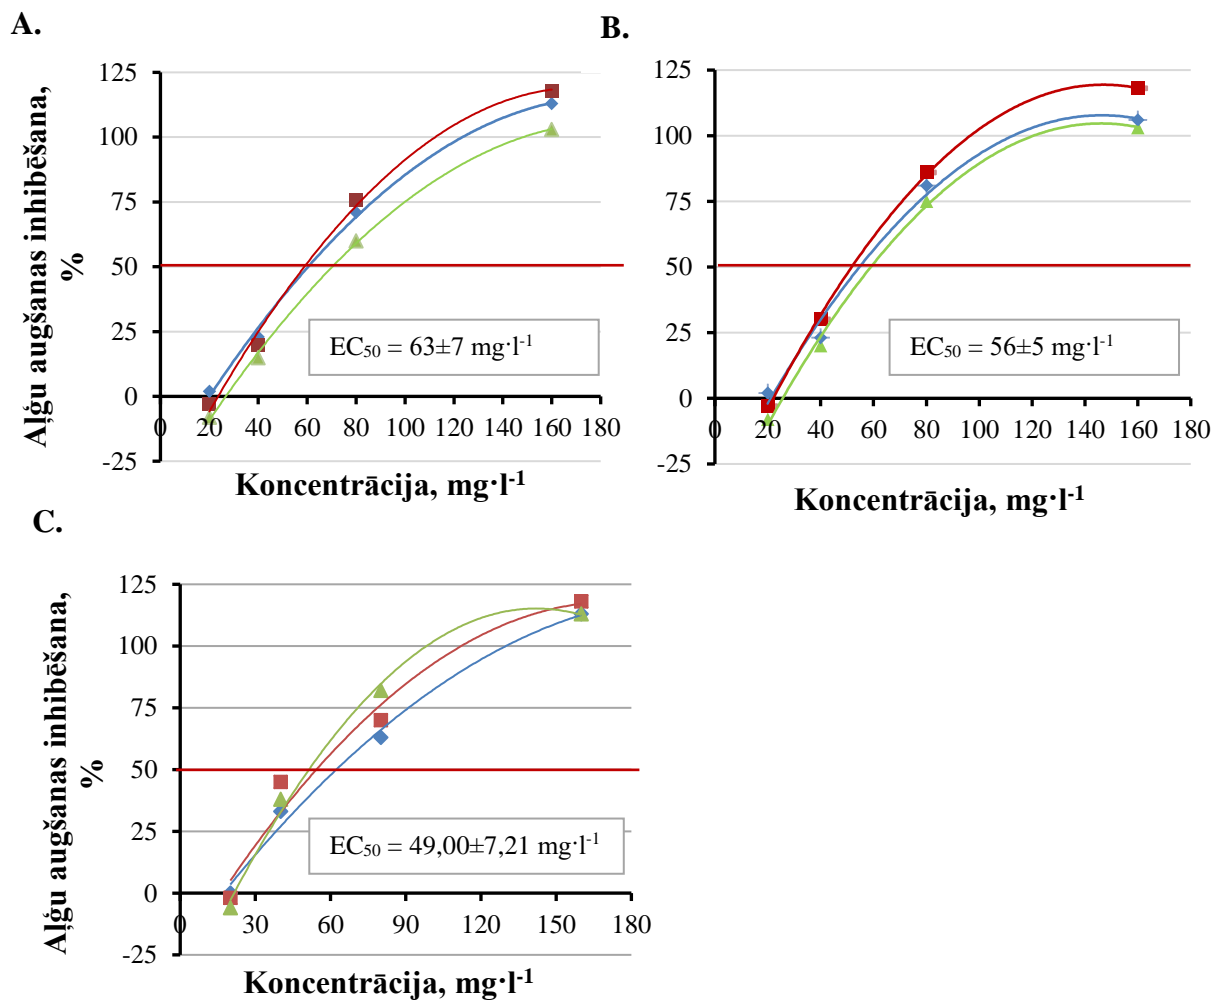 A.
Aļģu augšanas inhibēšana,
%
125
100
75
50
25
0
-25
0 20 40 60 80 100 120 140 160 180
EC₅₀ = 63±7 mg·l⁻¹
Koncentrācija, mg·l⁻¹
B.
125
100
75
50
25
0
-25
0 20 40 60 80 100 120 140 160 180
EC₅₀ = 56±5 mg·l⁻¹
Koncentrācija, mg·l⁻¹
C.
Aļģu augšanas inhibēšana,
%
125
100
75
50
25
0
-25
0 30 60 90 120 150 180
EC₅₀ = 49,00±7,21 mg·l⁻¹
Koncentrācija, mg·l⁻¹